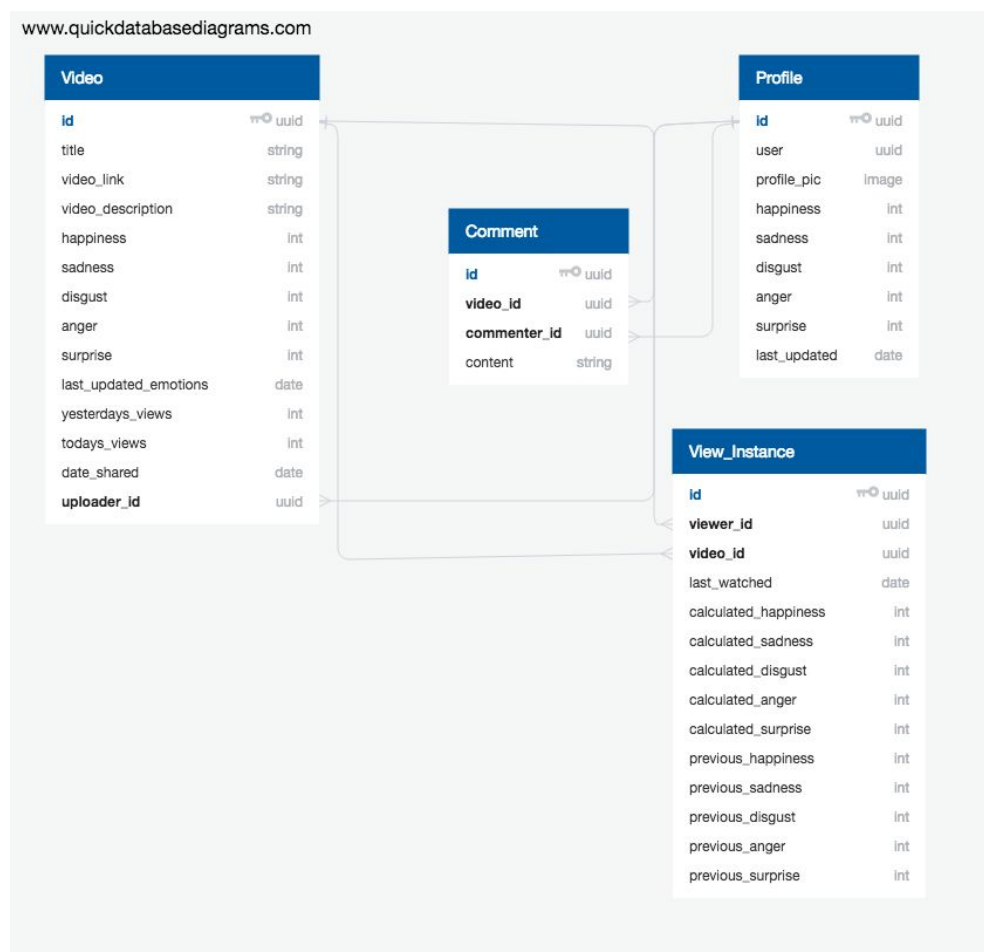 www.quickdatabasediagrams.com
Video
id uuid
title string
video_link string
video_description string
happiness int
sadness int
disgust int
anger int
surprise int
last_updated_emotions date
yesterdays_views int
todays_views int
date_shared date
uploader_id uuid
Comment
id uuid
video_id uuid
commenter_id uuid
content string
Profile
id uuid
user uuid
profile_pic image
happiness int
sadness int
disgust int
anger int
surprise int
last_updated date
View_Instance
id uuid
viewer_id uuid
video_id uuid
last_watched date
calculated_happiness int
calculated_sadness int
calculated_disgust int
calculated_anger int
calculated_surprise int
previous_happiness int
previous_sadness int
previous_disgust int
previous_anger int
previous_surprise int